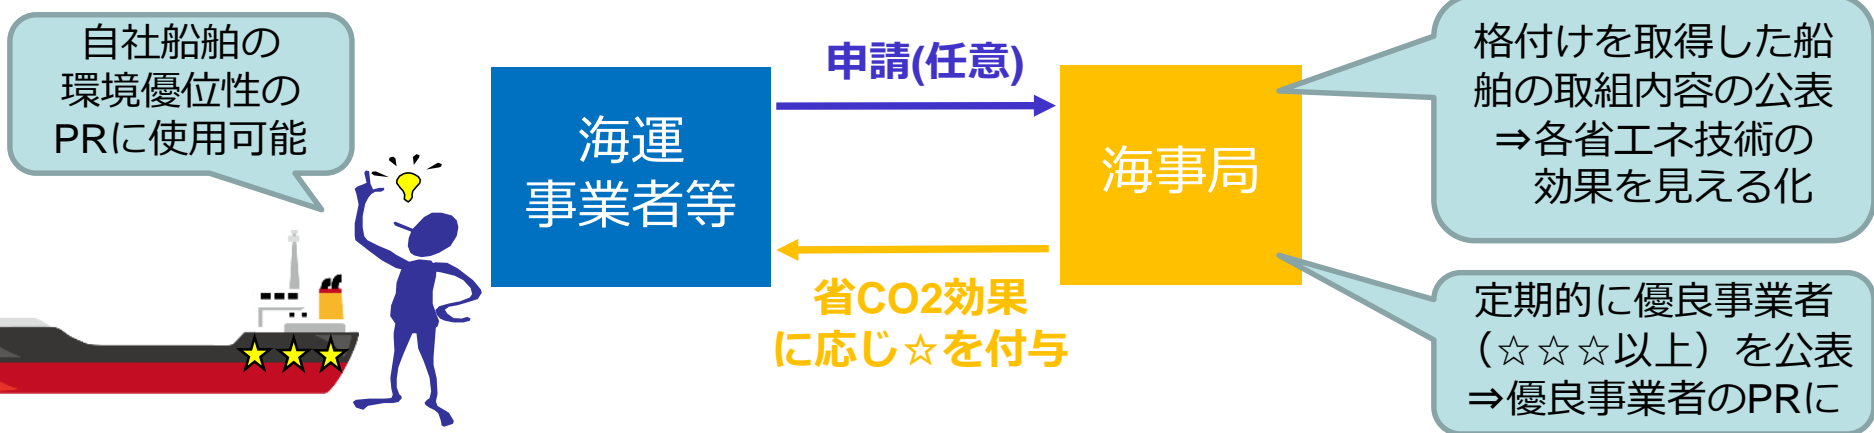 自社船舶の
環境優位性の
PRに使用可能
海運
事業者等
申請(任意)
省CO2効果
に応じ☆を付与
海事局
格付けを取得した船
舶の取組内容の公表
⇒各省エネ技術の
効果を見える化
定期的に優良事業者
（☆☆☆以上）を公表
⇒優良事業者のPRに